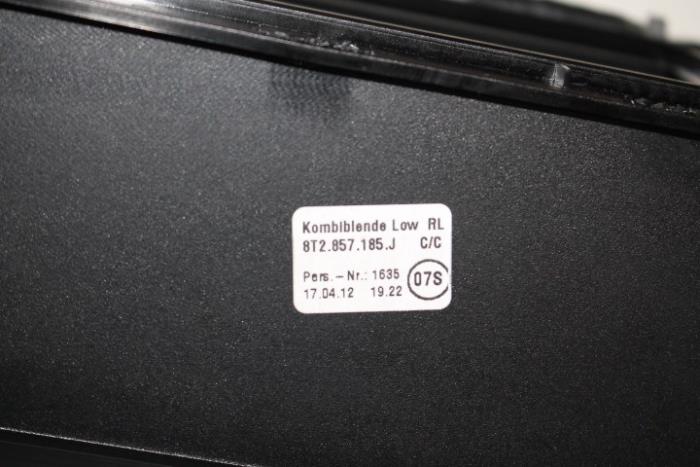 Kombiblende Low RL
8T2.857.185.J C/C
Pers.-Nr.: 1635
17.04.12 19.22
07S